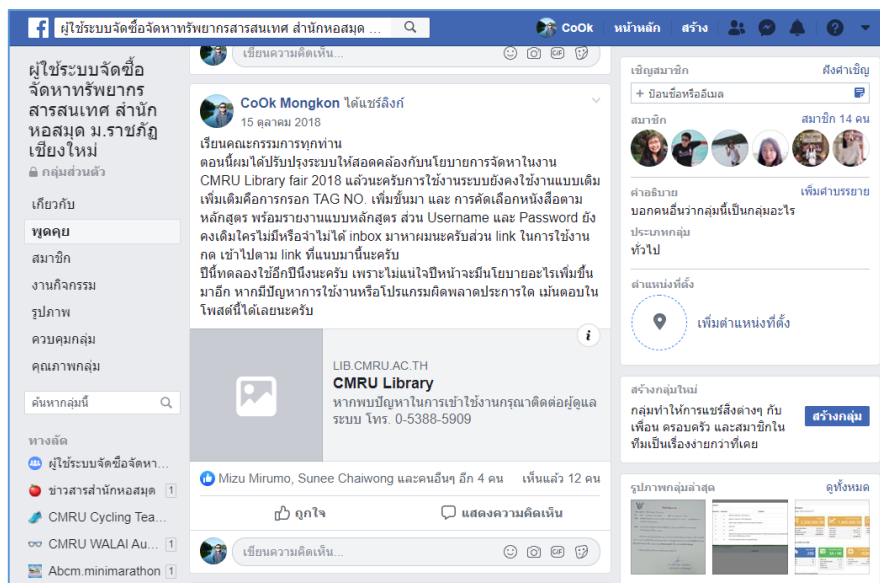 ผู้ใช้ระบบจัดซื้อจัดหาทรัพยากรสารสนเทศ สำนักหอสมุด ...
CoOk
หน้าหลัก
สร้าง
ผู้ใช้ระบบจัดซื้อ
จัดหาทรัพยากร
สารสนเทศ สำนัก
หอสมุด ม.ราชภัฏ
เชียงใหม่
กลุ่มส่วนตัว
เกี่ยวกับ
พูดคุย
สมาชิก
งานกิจกรรม
รูปภาพ
ควบคุมกลุ่ม
คุณภาพกลุ่ม
ค้นหากลุ่มนี้
ทางลัด
ผู้ใช้ระบบจัดซื้อจัดหา...
ข่าวสารสำนักหอสมุด 1
CMRU Cycling Tea...
CMRU WALAI Au... 1
Abcm.minimarathon 1
เขียนความคิดเห็น...
GIF
CoOk Mongkon ได้แชร์ลิงก์
15 ตุลาคม 2018
เรียนคณะกรรมการทุกท่าน
ตอนนี้ผมได้ปรับปรุงระบบให้สอดคล้องกับนโยบายการจัดหาในงาน
CMRU Library fair 2018 แล้วนะครับการใช้งานระบบยังคงใช้งานแบบเดิม
เพิ่มเติมคือการกรอก TAG NO. เพิ่มขั้นมา และ การคัดเลือกหนังสือตาม
หลักสูตร พร้อมรายงานแบบหลักสูตร ส่วน Username และ Password ยัง
คงเดิมใครไม่มีหรือจำไม่ได้ inbox มาหาผมนะครับส่วน link ในการใช้งาน
กด เข้าไปตาม link ที่แนบมานี้นะครับ
ปีนี้ทดลองใช้อีกปีนึงนะครับ เพราะไม่แน่ใจปีหน้าจะมีนโยบายอะไรเพิ่มขึ้น
มาอีก หากมีปัญหาการใช้งานหรือโปรแกรมผิดพลาดประการใด เม้นตอบใน
โพสต์นี้ได้เลยนะครับ
LIB.CMRU.AC.TH
CMRU Library
หากพบปัญหาในการเข้าใช้งานกรุณาติดต่อผู้ดูแล
ระบบ โทร. 0-5388-5909
Mizu Mirumo, Sunee Chaiwong และคนอื่นๆ อีก 4 คน
เห็นแล้ว 12 คน
ถูกใจ
แสดงความคิดเห็น
เขียนความคิดเห็น...
GIF
เชิญสมาชิก
ฝังคำเชิญ
+ ป้อนชื่อหรืออีเมล
สมาชิก
สมาชิก 14 คน
คำอธิบาย
เพิ่มคำบรรยาย
บอกคนอื่นว่ากลุ่มนี้เป็นกลุ่มอะไร
ประเภทกลุ่ม
ทั่วไป
ตำแหน่งที่ตั้ง
เพิ่มตำแหน่งที่ตั้ง
สร้างกลุ่มใหม่
กลุ่มทำให้การแชร์สิ่งต่างๆ กับ
เพื่อน ครอบครัว และสมาชิกใน
ทีมเป็นเรื่องง่ายกว่าที่เคย
สร้างกลุ่ม
รูปภาพกลุ่มล่าสุด
ดูทั้งหมด